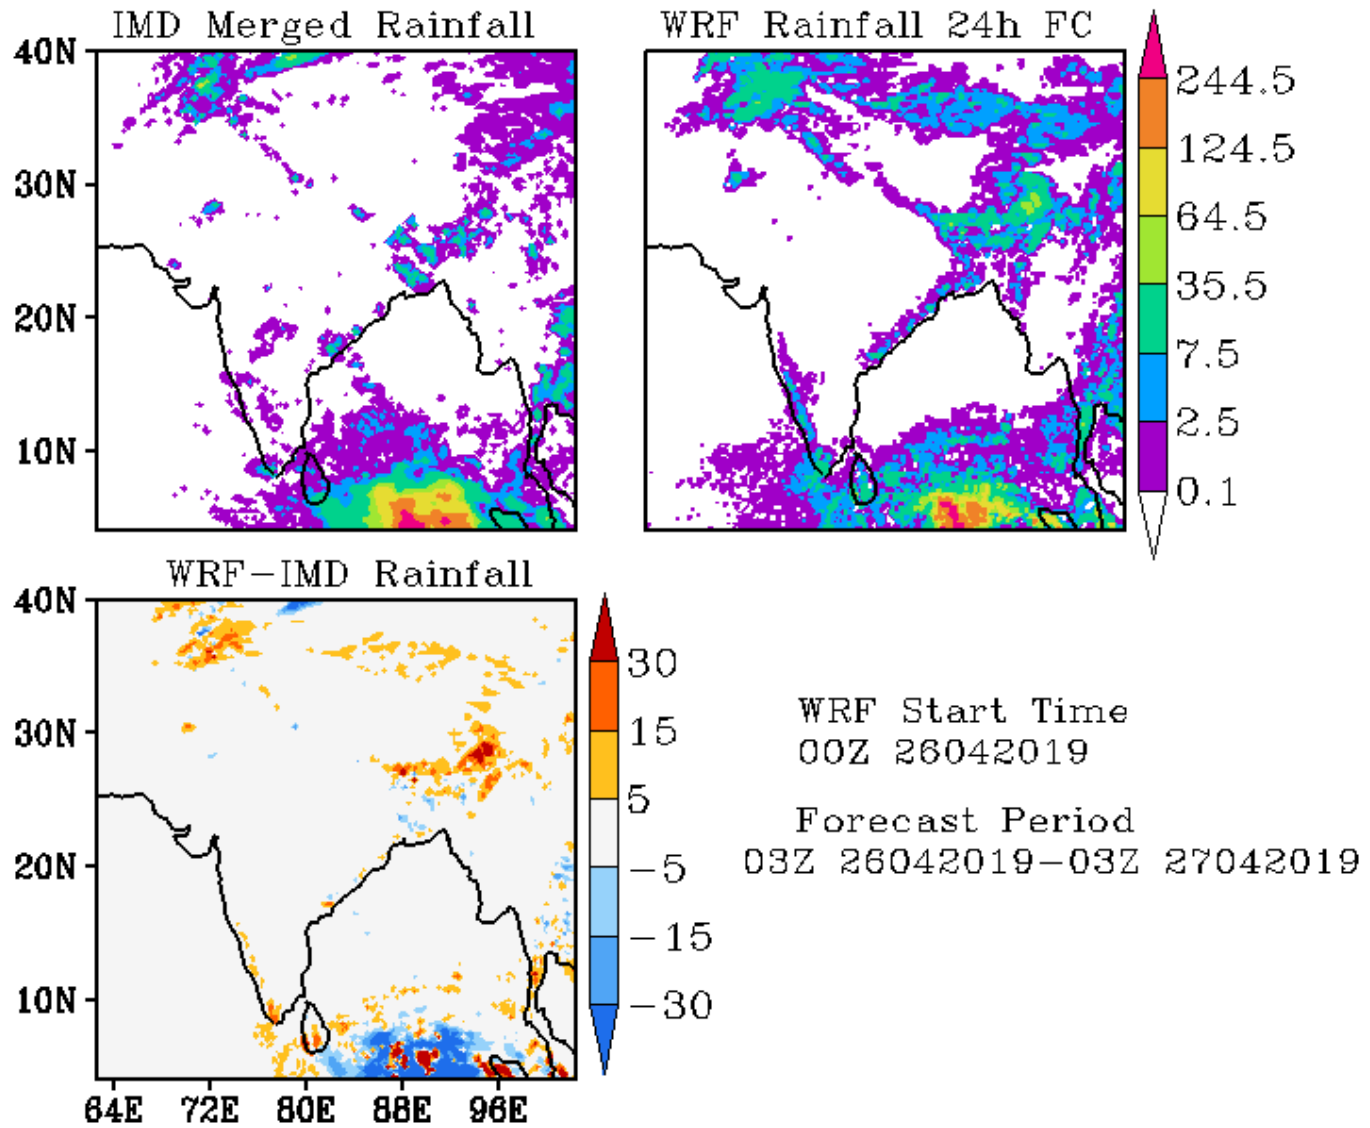 IMD Merged Rainfall
WRF Rainfall 24h FC
40N
30N
20N
10N
244.5
124.5
64.5
35.5
7.5
2.5
0.1
WRF-IMD Rainfall
40N
30N
20N
10N
64E 72E 80E 88E 96E
30
15
5
-5
-15
-30
WRF Start Time
00Z 26042019
Forecast Period
03Z 26042019-03Z 27042019